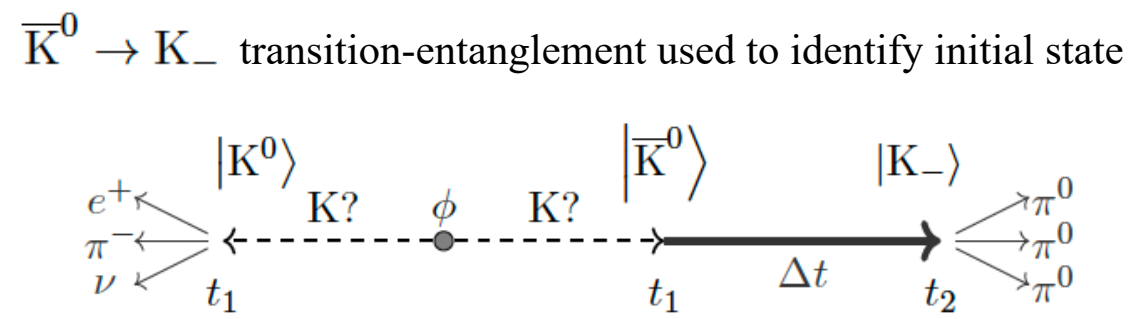 K̅⁰ → K₋ transition-entanglement used to identify initial state
|K⁰⟩ |K̅⁰⟩ |K₋⟩
e⁺ K? ϕ K? π⁰
π⁻ π⁰
ν t₁ t₁ Δt t₂ π⁰